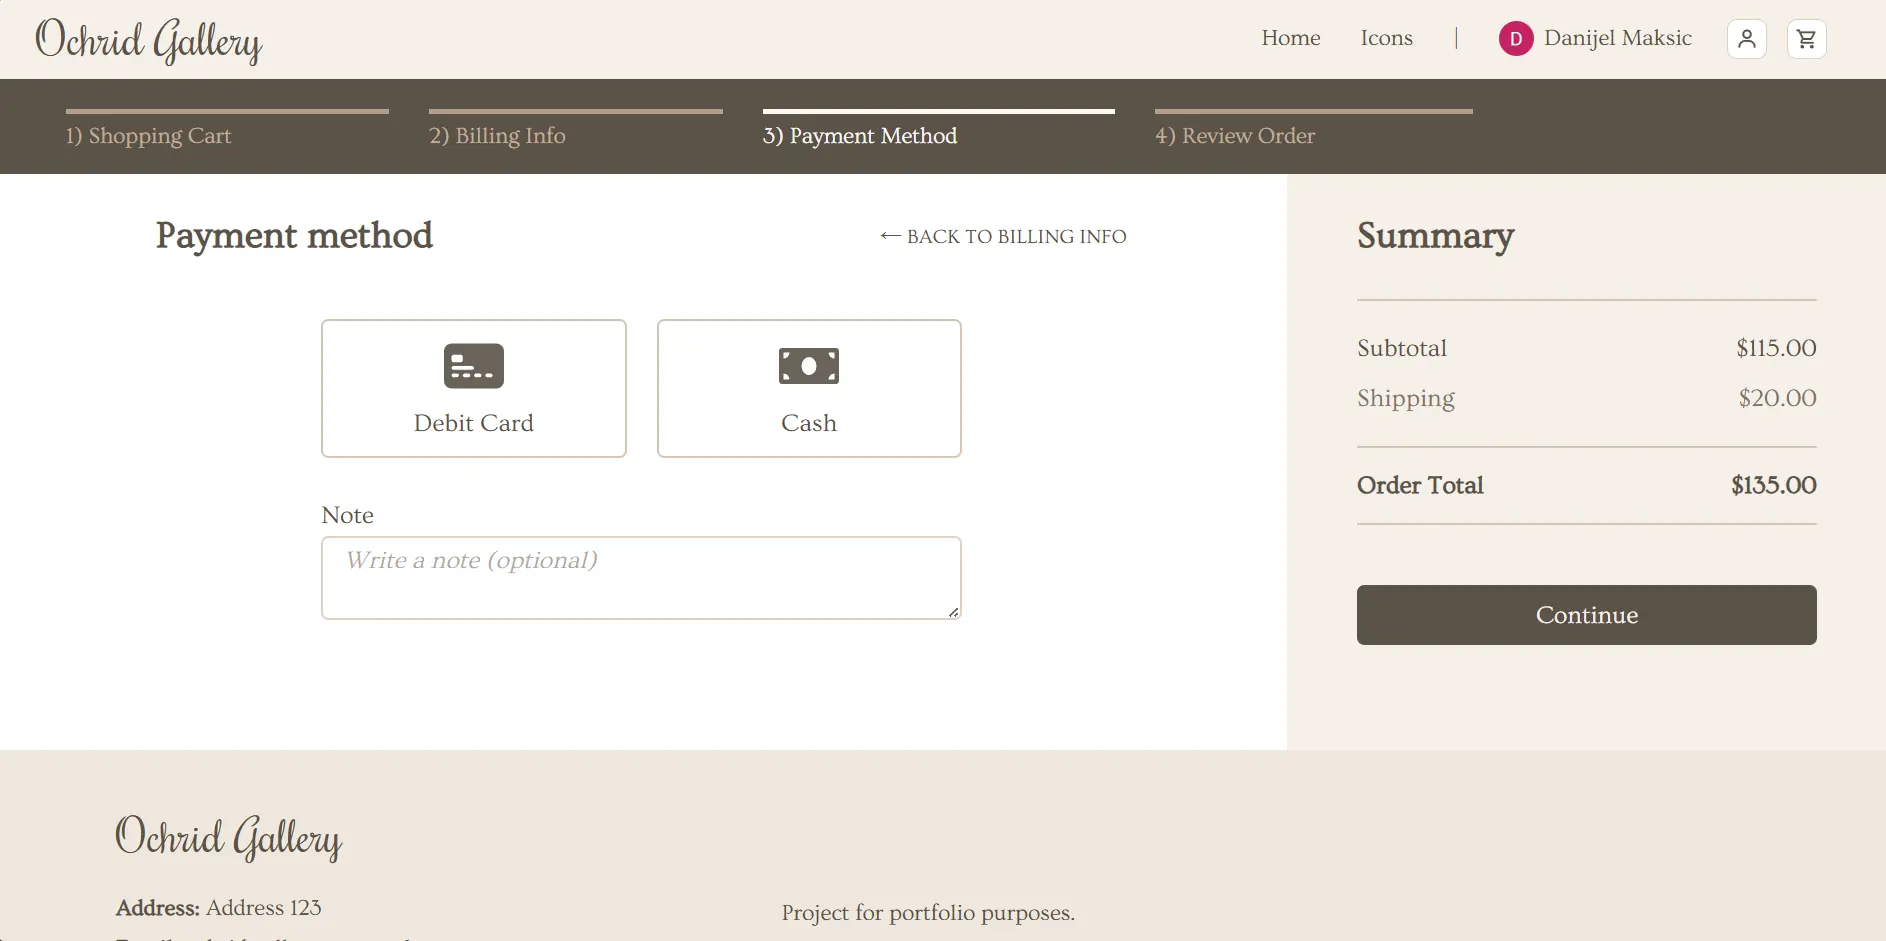 Ochrid Gallery
Home Icons | D Danijel Maksic
1) Shopping Cart 2) Billing Info 3) Payment Method 4) Review Order
Payment method
← BACK TO BILLING INFO
Debit Card
Cash
Note
Write a note (optional)
Summary
Subtotal $115.00
Shipping $20.00
Order Total $135.00
Continue
Ochrid Gallery
Address: Address 123
Project for portfolio purposes.